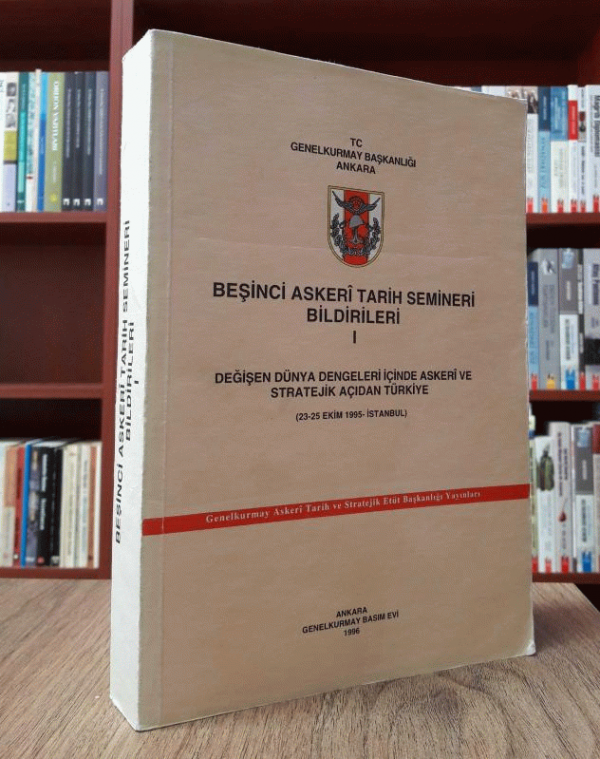 TC
GENELKURMAY BAŞKANLIĞI
ANKARA
BEŞİNCİ ASKERÎ TARİH SEMİNERİ
BİLDİRİLERİ
I
DEĞİŞEN DÜNYA DENGELERİ İÇİNDE ASKERÎ VE
STRATEJİK AÇIDAN TÜRKİYE
(23-25 EKİM 1995- İSTANBUL)
Genelkurmay Askerî Tarih ve Stratejik Etüt Başkanlığı Yayınları
ANKARA
GENELKURMAY BASIM EVİ
1996
BEŞİNCİ ASKERÎ TARİH SEMİNERİ
BİLDİRİLERİ
I